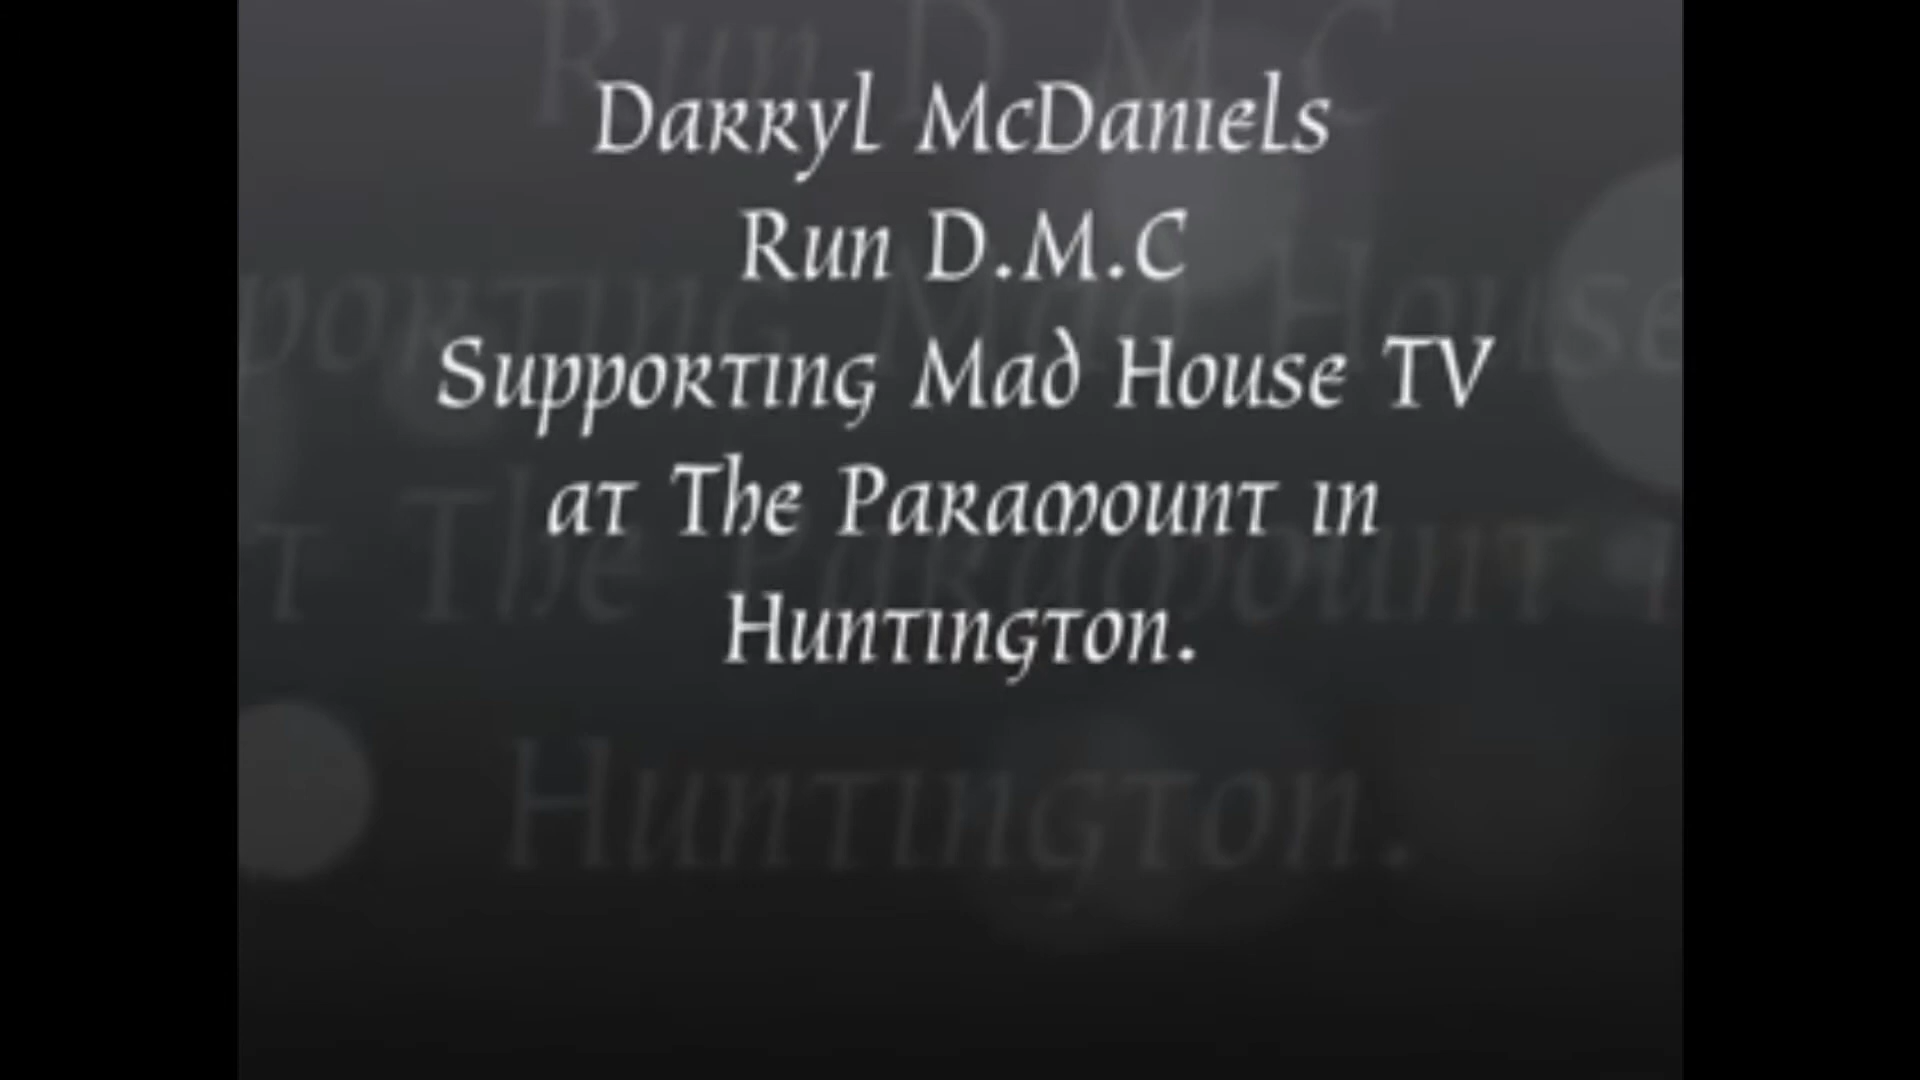 Darryl McDaniels
Run D.M.C
Supporting Mad House TV
at The Paramount in
Huntington.